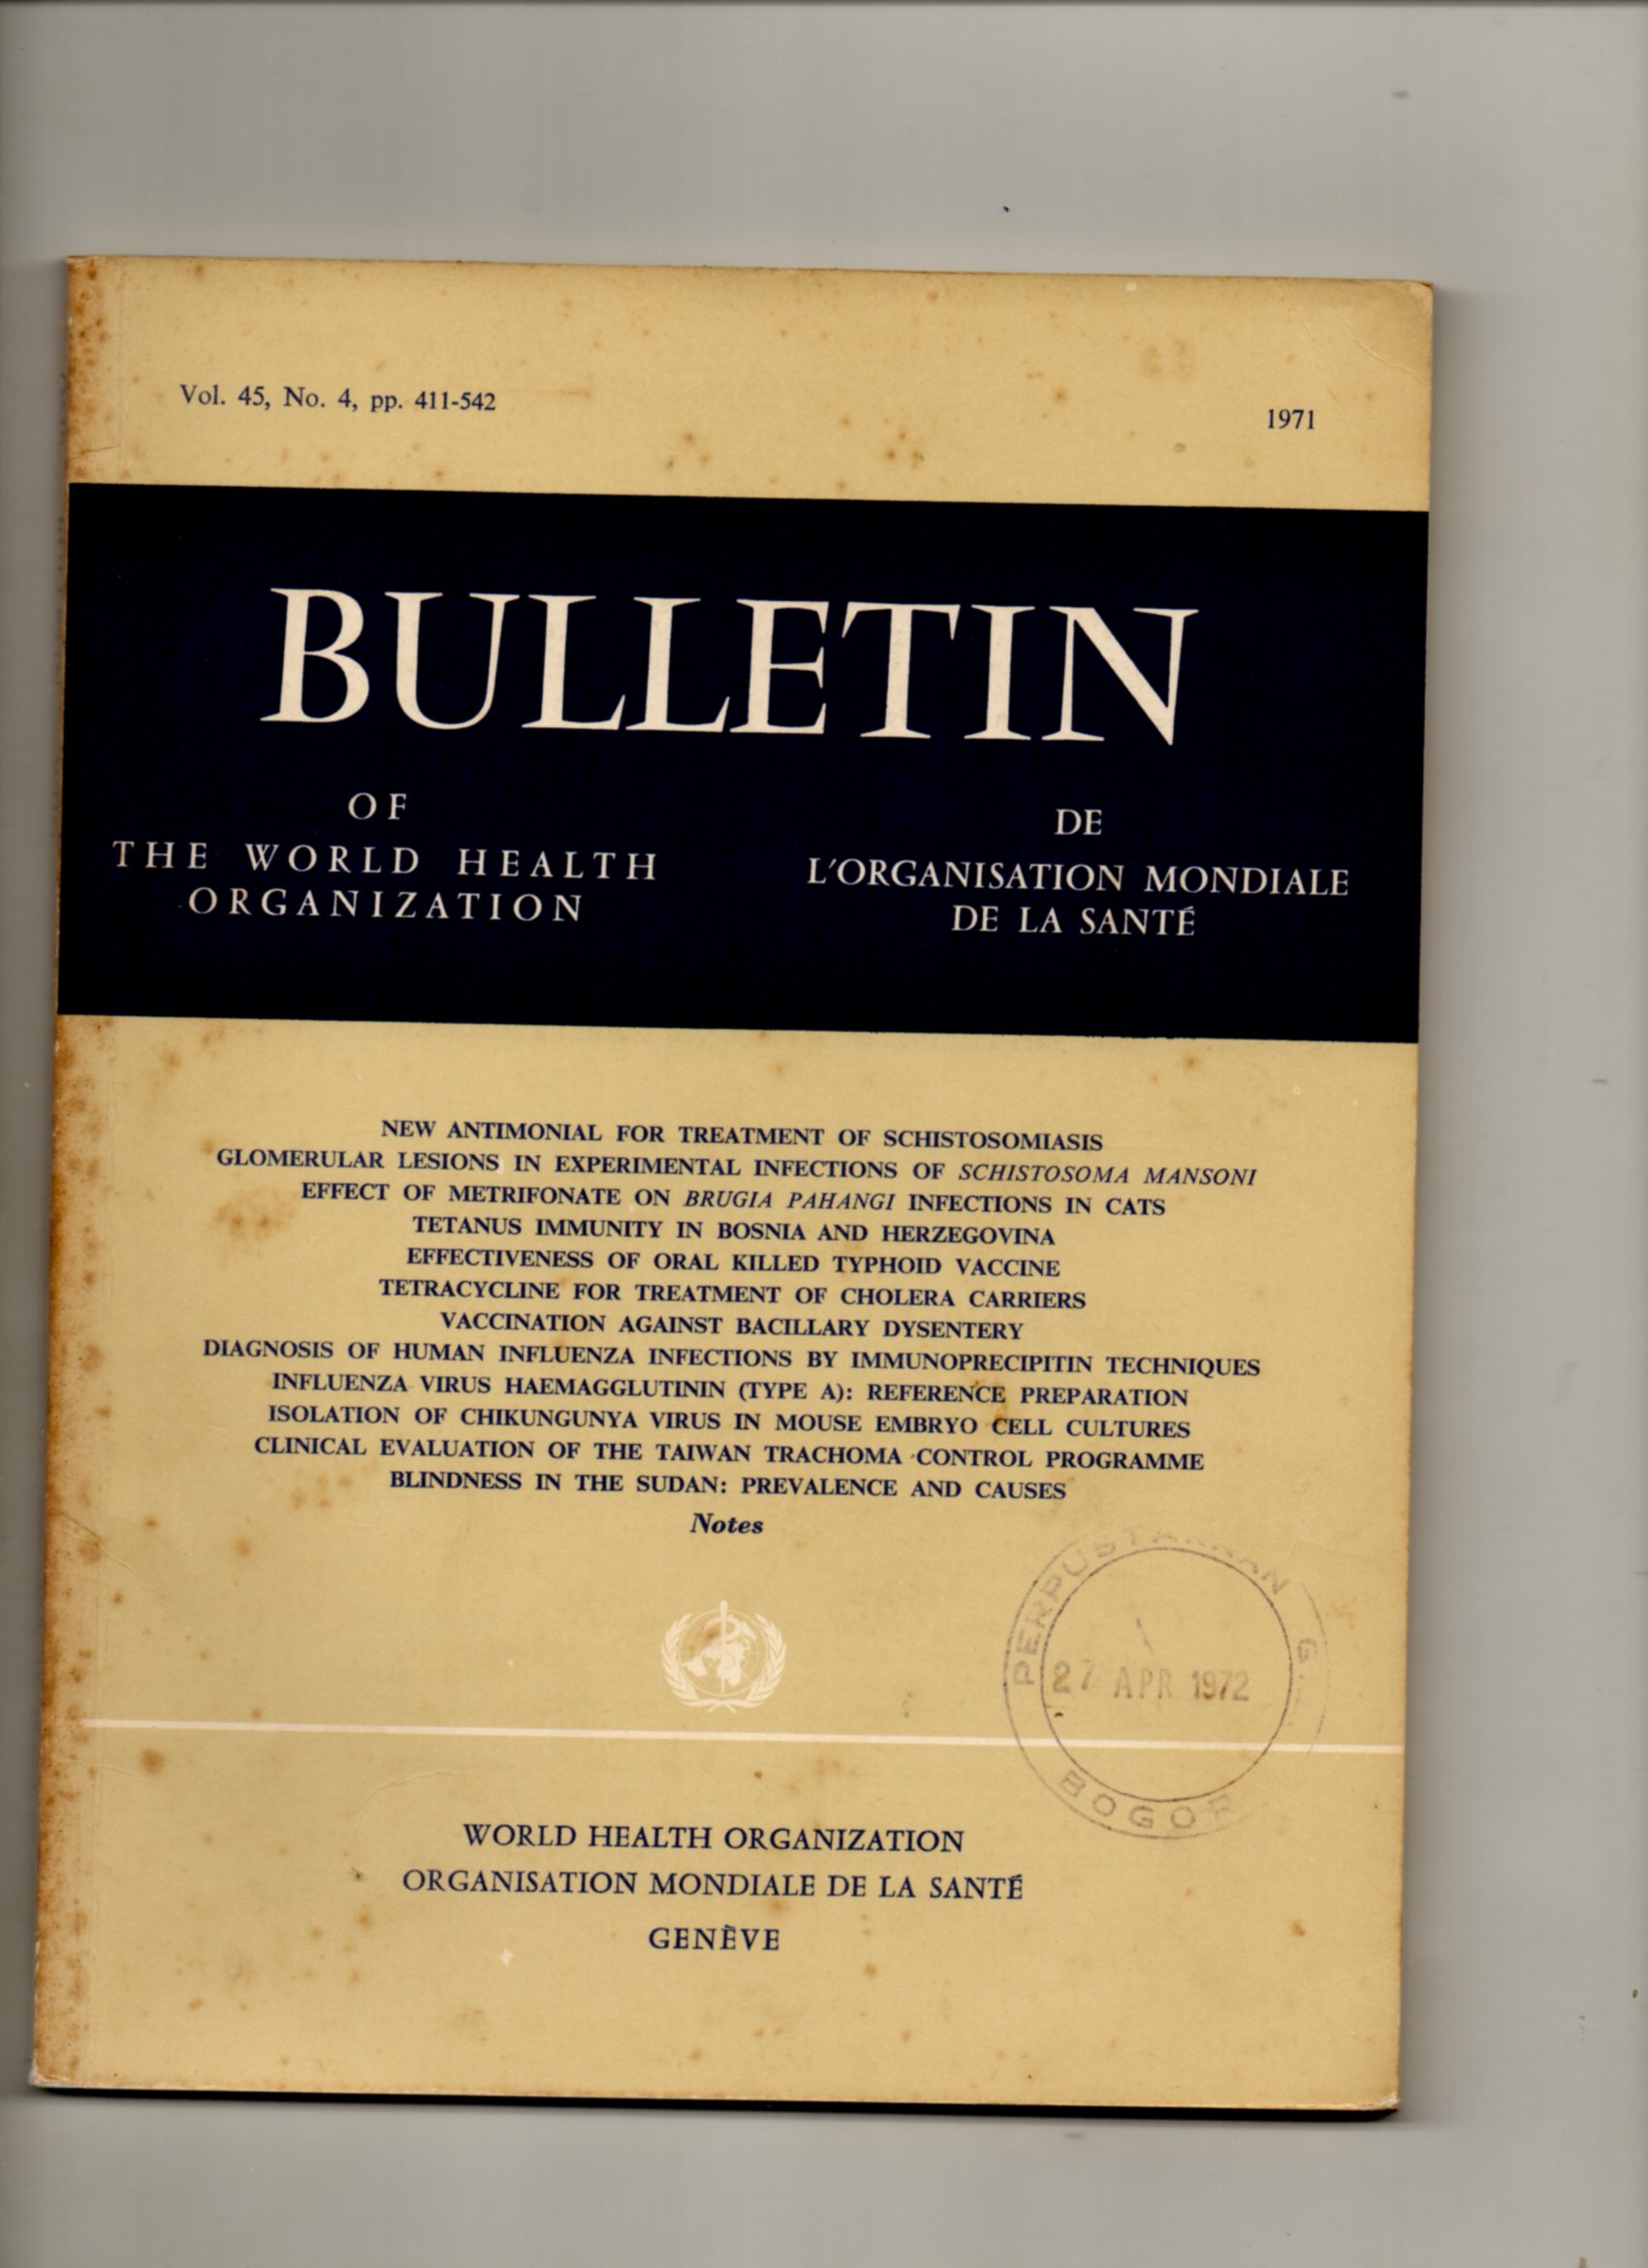 Vol. 45, No. 4, pp. 411-542
1971
BULLETIN
OF
THE WORLD HEALTH
ORGANIZATION
DE
L'ORGANISATION MONDIALE
DE LA SANTÉ
NEW ANTIMONIAL FOR TREATMENT OF SCHISTOSOMIASIS
GLOMERULAR LESIONS IN EXPERIMENTAL INFECTIONS OF SCHISTOSOMA MANSONI
EFFECT OF METRIFONATE ON BRUGIA PAHANGI INFECTIONS IN CATS
TETANUS IMMUNITY IN BOSNIA AND HERZEGOVINA
EFFECTIVENESS OF ORAL KILLED TYPHOID VACCINE
TETRACYCLINE FOR TREATMENT OF CHOLERA CARRIERS
VACCINATION AGAINST BACILLARY DYSENTERY
DIAGNOSIS OF HUMAN INFLUENZA INFECTIONS BY IMMUNOPRECIPITIN TECHNIQUES
INFLUENZA VIRUS HAEMAGGLUTININ (TYPE A): REFERENCE PREPARATION
ISOLATION OF CHIKUNGUNYA VIRUS IN MOUSE EMBRYO CELL CULTURES
CLINICAL EVALUATION OF THE TAIWAN TRACHOMA CONTROL PROGRAMME
BLINDNESS IN THE SUDAN: PREVALENCE AND CAUSES
Notes
PERPUSTAKAAN
27 APR 1972
BOGOR
WORLD HEALTH ORGANIZATION
ORGANISATION MONDIALE DE LA SANTÉ
GENÈVE